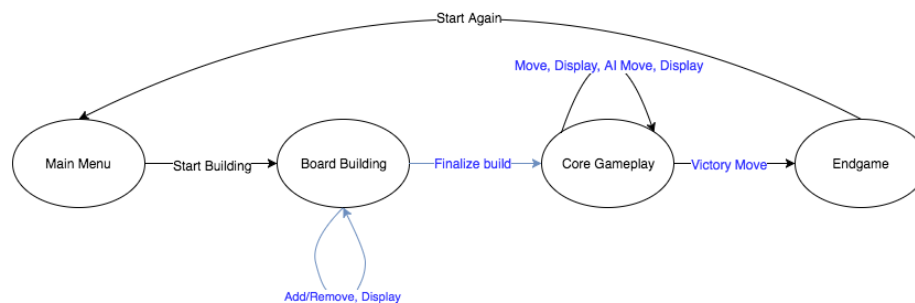 Start Again
Move, Display, AI Move, Display
Main Menu
Start Building
Board Building
Finalize build
Core Gameplay
Victory Move
Endgame
Add/Remove, Display